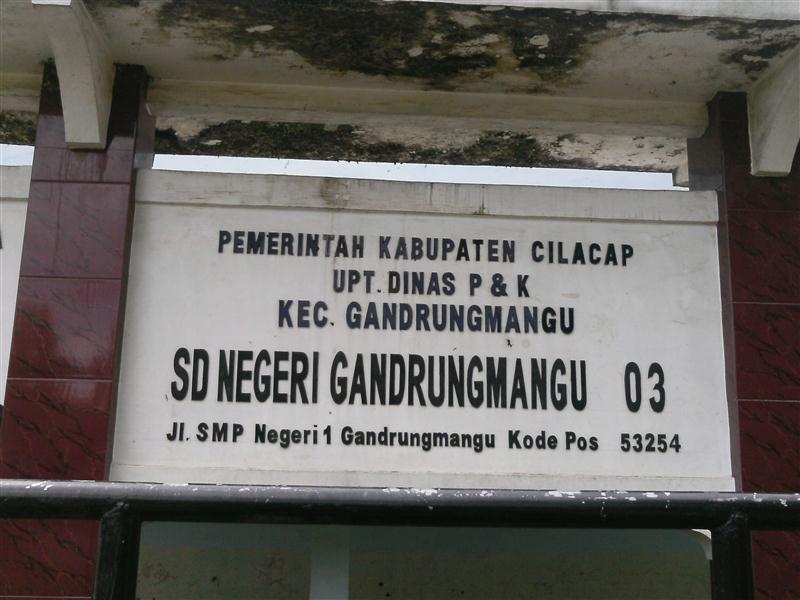 PEMERINTAH KABUPATEN CILACAP
UPT. DINAS P & K
KEC. GANDRUNGMANGU
SD NEGERI GANDRUNGMANGU 03
Jl. SMP Negeri 1 Gandrungmangu Kode Pos 53254